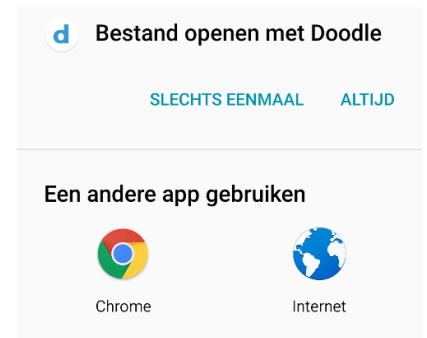 d Bestand openen met Doodle
SLECHTS EENMAAL ALTIJD
Een andere app gebruiken
Chrome Internet